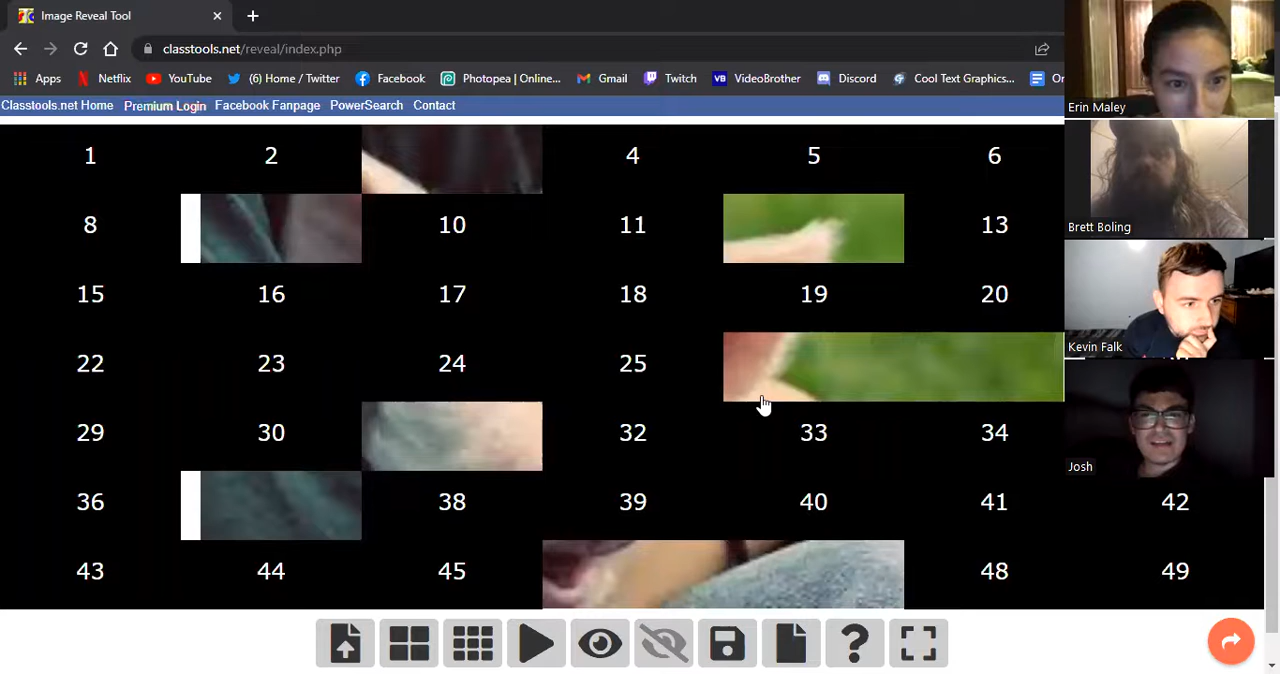 Image Reveal Tool
classtools.net/reveal/index.php
Apps Netflix YouTube (6) Home / Twitter Facebook Photopea | Online... Gmail Twitch VB VideoBrother Discord Cool Text Graphics... Or
Classtools.net Home Premium Login Facebook Fanpage PowerSearch Contact
Erin Maley
Brett Boling
Kevin Falk
Josh
1 2 4 5 6
8 10 11 13
15 16 17 18 19 20
22 23 24 25
29 30 32 33 34
36 38 39 40 41 42
43 44 45 48 49
?